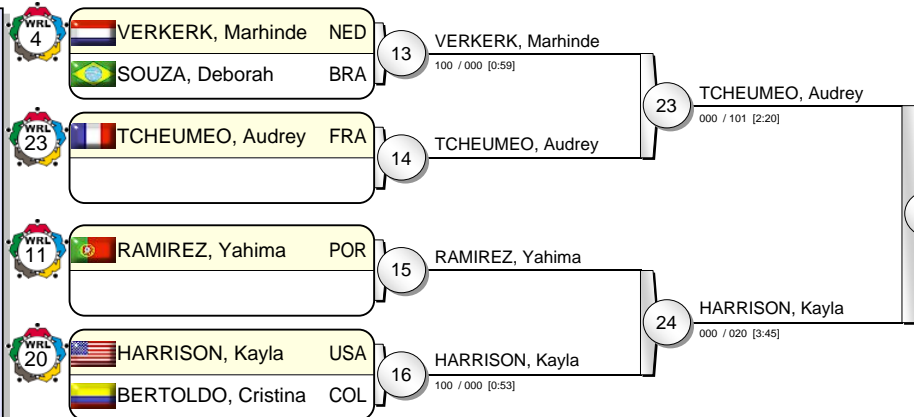 WRL 4
VERKERK, Marhinde NED
SOUZA, Deborah BRA
13
VERKERK, Marhinde
100 / 000 [0:59]
WRL 23
TCHEUMEO, Audrey FRA
14
TCHEUMEO, Audrey
23
TCHEUMEO, Audrey
000 / 101 [2:20]
WRL 11
RAMIREZ, Yahima POR
15
RAMIREZ, Yahima
WRL 20
HARRISON, Kayla USA
BERTOLDO, Cristina COL
16
HARRISON, Kayla
100 / 000 [0:53]
24
HARRISON, Kayla
000 / 020 [3:45]